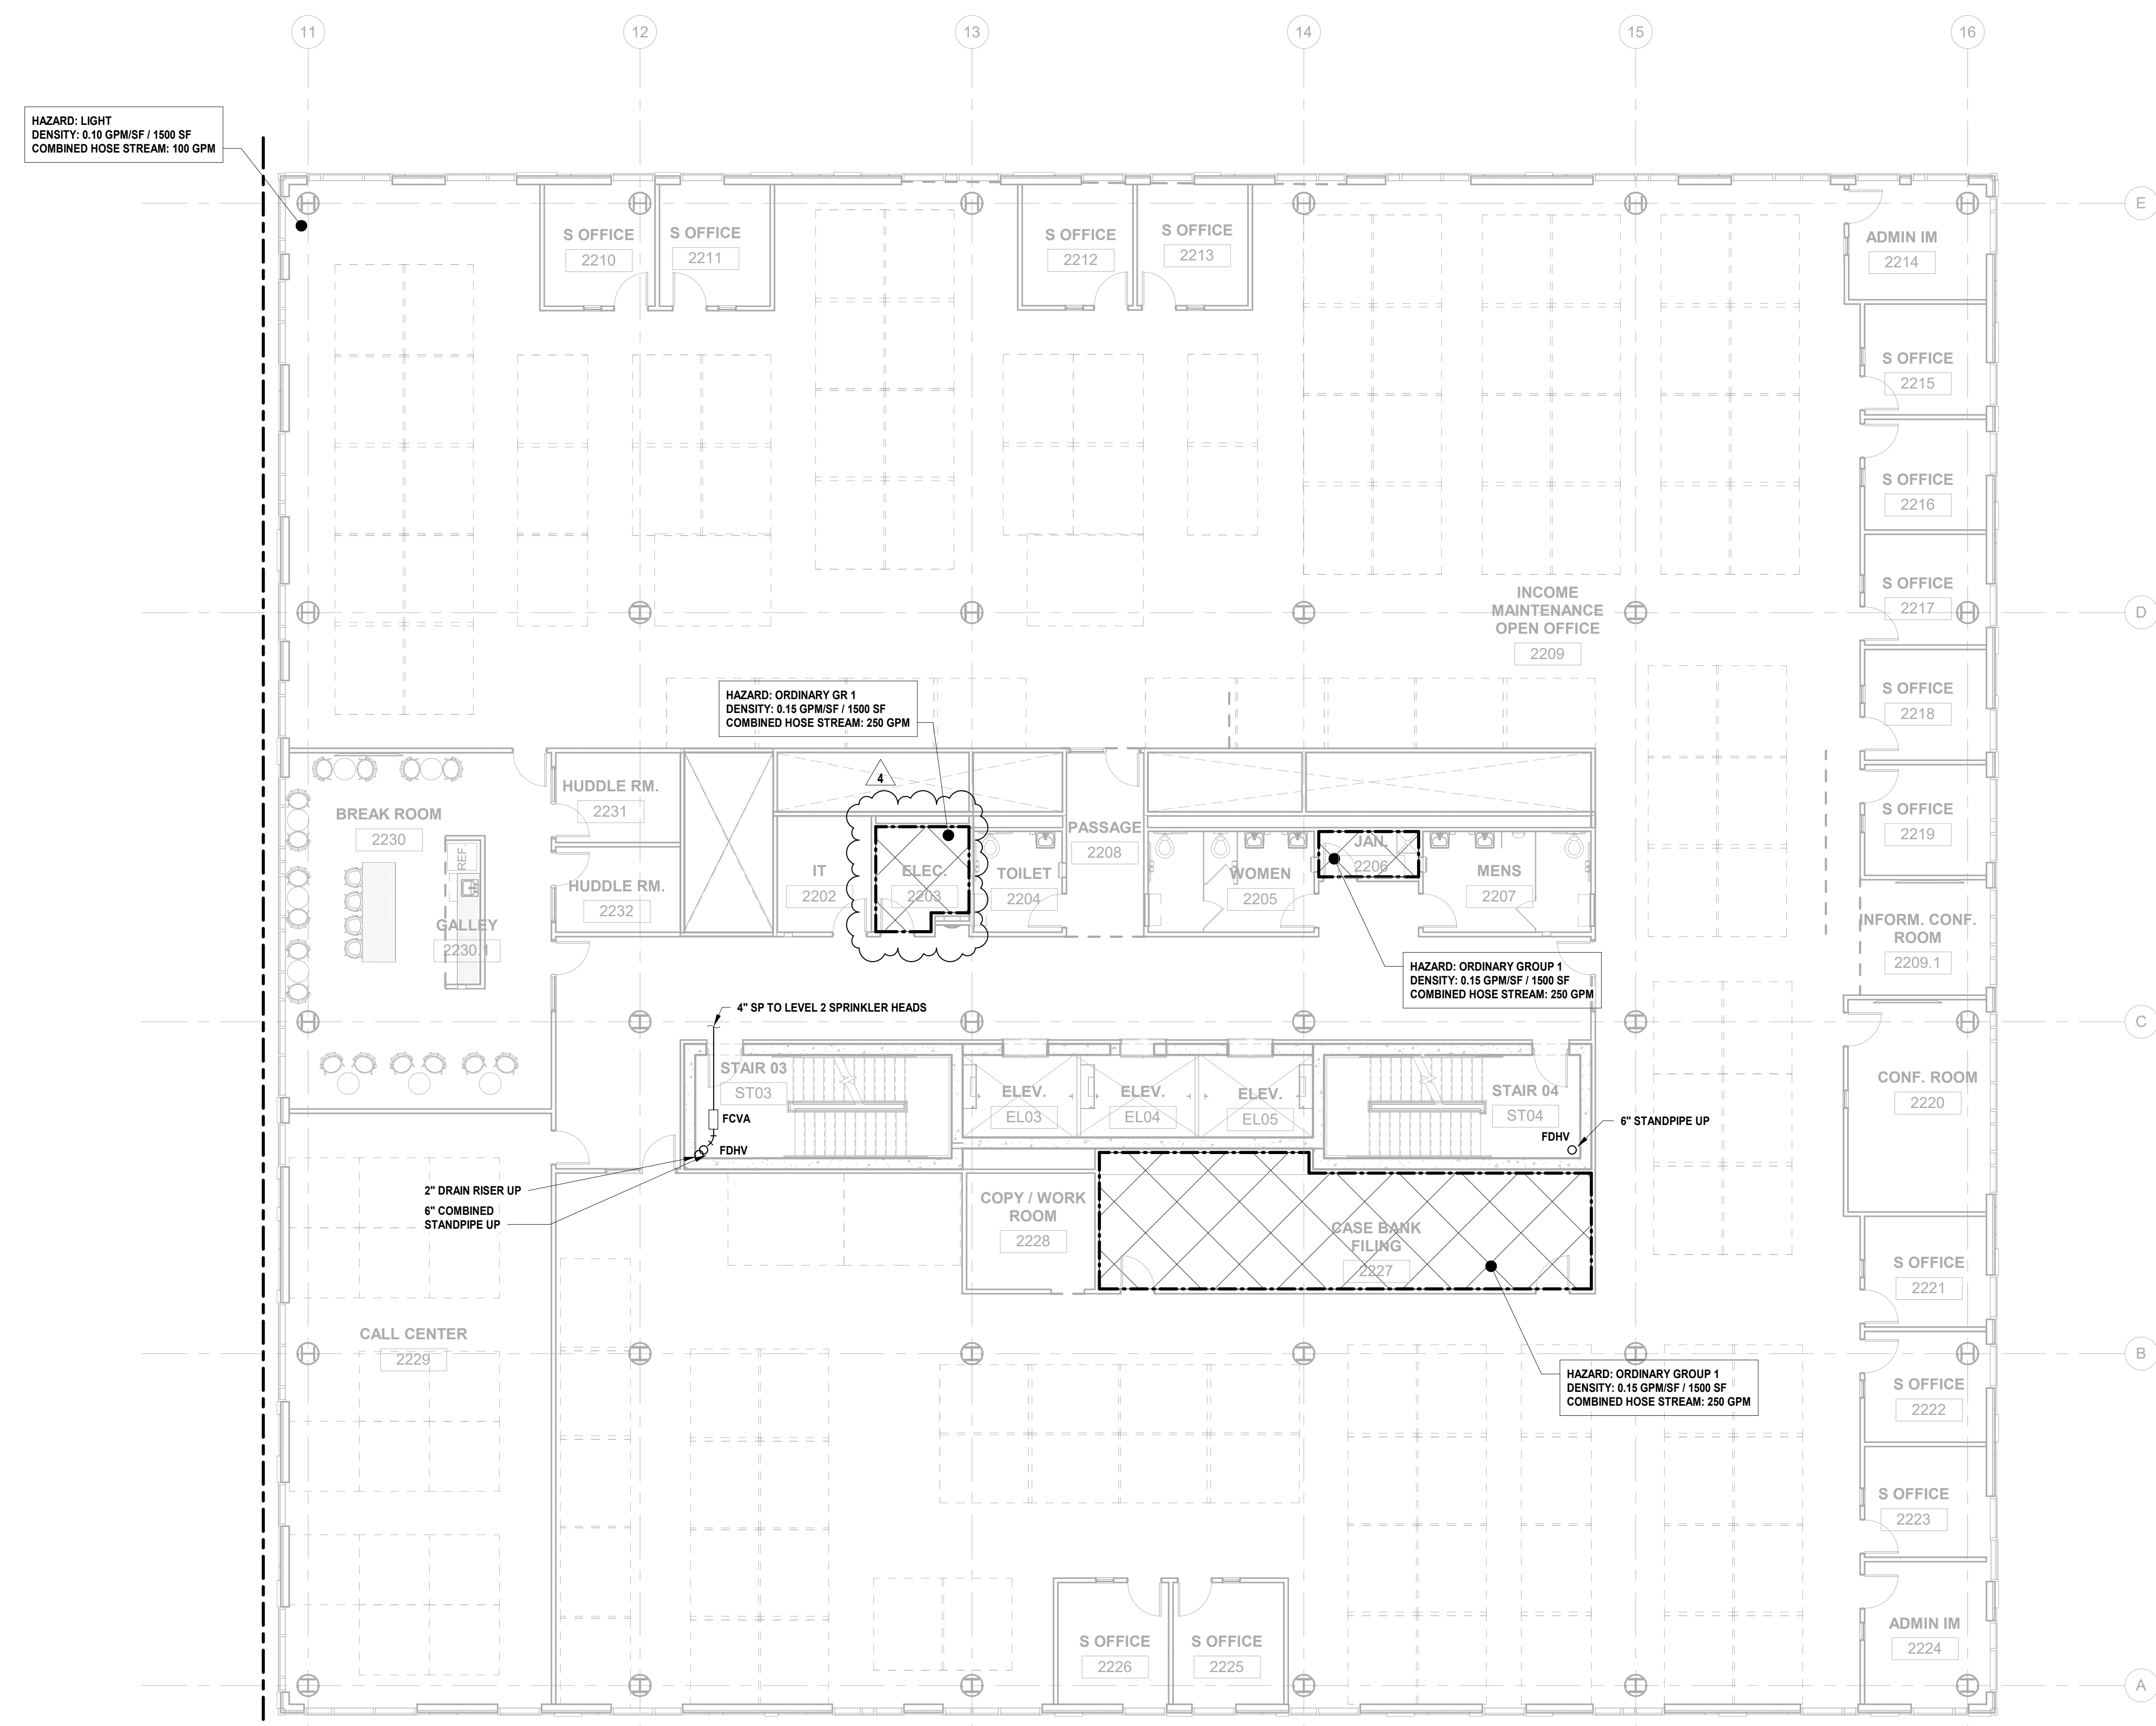 11
12
13
14
15
16
HAZARD: LIGHT
DENSITY: 0.10 GPM/SF / 1500 SF
COMBINED HOSE STREAM: 100 GPM
E
S OFFICE
2210
S OFFICE
2211
S OFFICE
2212
S OFFICE
2213
ADMIN IM
2214
S OFFICE
2215
S OFFICE
2216
S OFFICE
2217
D
INCOME
MAINTENANCE
OPEN OFFICE
2209
S OFFICE
2218
HAZARD: ORDINARY GR 1
DENSITY: 0.15 GPM/SF / 1500 SF
COMBINED HOSE STREAM: 250 GPM
4
HUDDLE RM.
2231
BREAK ROOM
2230
REF.
S OFFICE
2219
PASSAGE
2208
HUDDLE RM.
2232
IT
2202
ELEC.
2203
TOILET
2204
WOMEN
2205
JAN.
2206
MENS
2207
GALLEY
2230.1
INFORM. CONF.
ROOM
2209.1
HAZARD: ORDINARY GROUP 1
DENSITY: 0.15 GPM/SF / 1500 SF
COMBINED HOSE STREAM: 250 GPM
4" SP TO LEVEL 2 SPRINKLER HEADS
C
STAIR 03
ST03
ELEV.
EL03
ELEV.
EL04
ELEV.
EL05
STAIR 04
ST04
CONF. ROOM
2220
FCVA
FDHV
FDHV
6" STANDPIPE UP
2" DRAIN RISER UP
6" COMBINED
STANDPIPE UP
COPY / WORK
ROOM
2228
CASE BANK
FILING
2227
S OFFICE
2221
CALL CENTER
2229
B
HAZARD: ORDINARY GROUP 1
DENSITY: 0.15 GPM/SF / 1500 SF
COMBINED HOSE STREAM: 250 GPM
S OFFICE
2222
S OFFICE
2223
S OFFICE
2226
S OFFICE
2225
ADMIN IM
2224
A